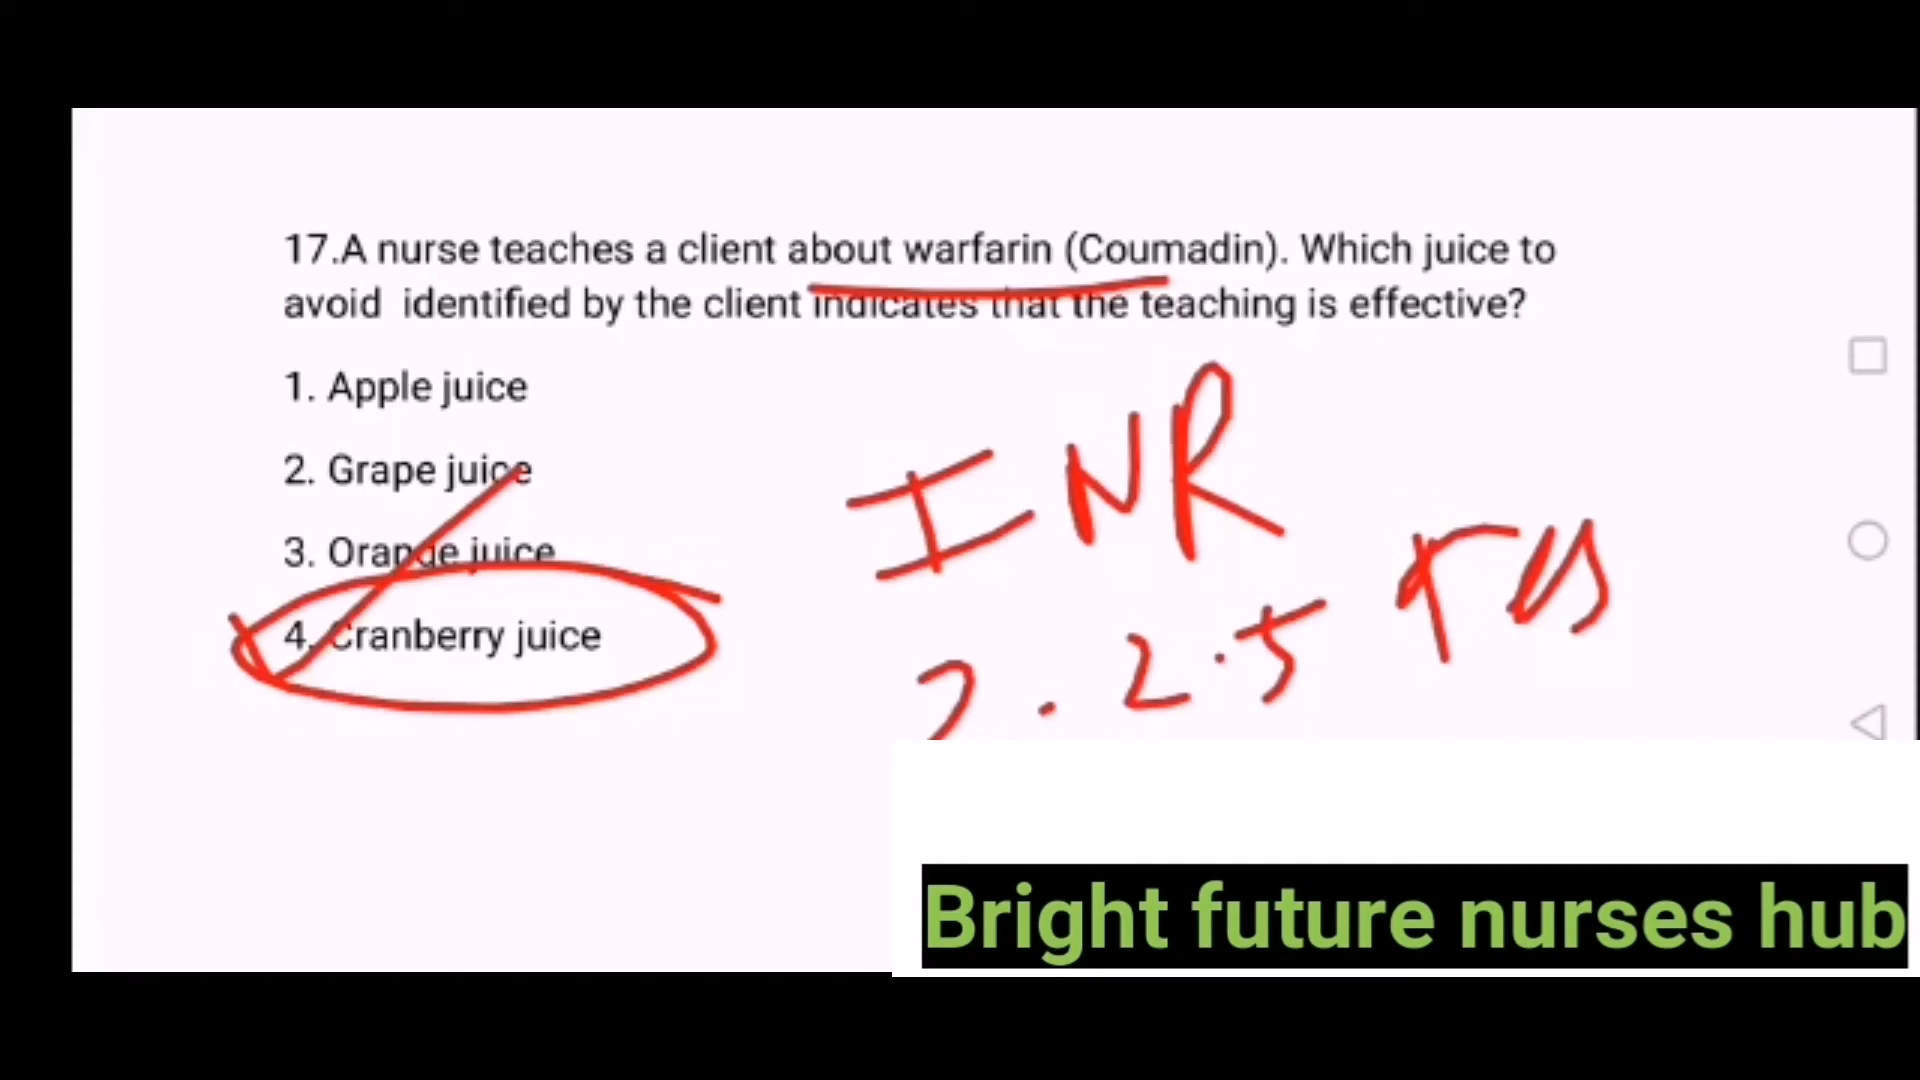 17.A nurse teaches a client about warfarin (Coumadin). Which juice to
avoid identified by the client indicates that the teaching is effective?
1. Apple juice
2. Grape juice
3. Orange juice
4. Cranberry juice
INR
2.5
Bright future nurses hub